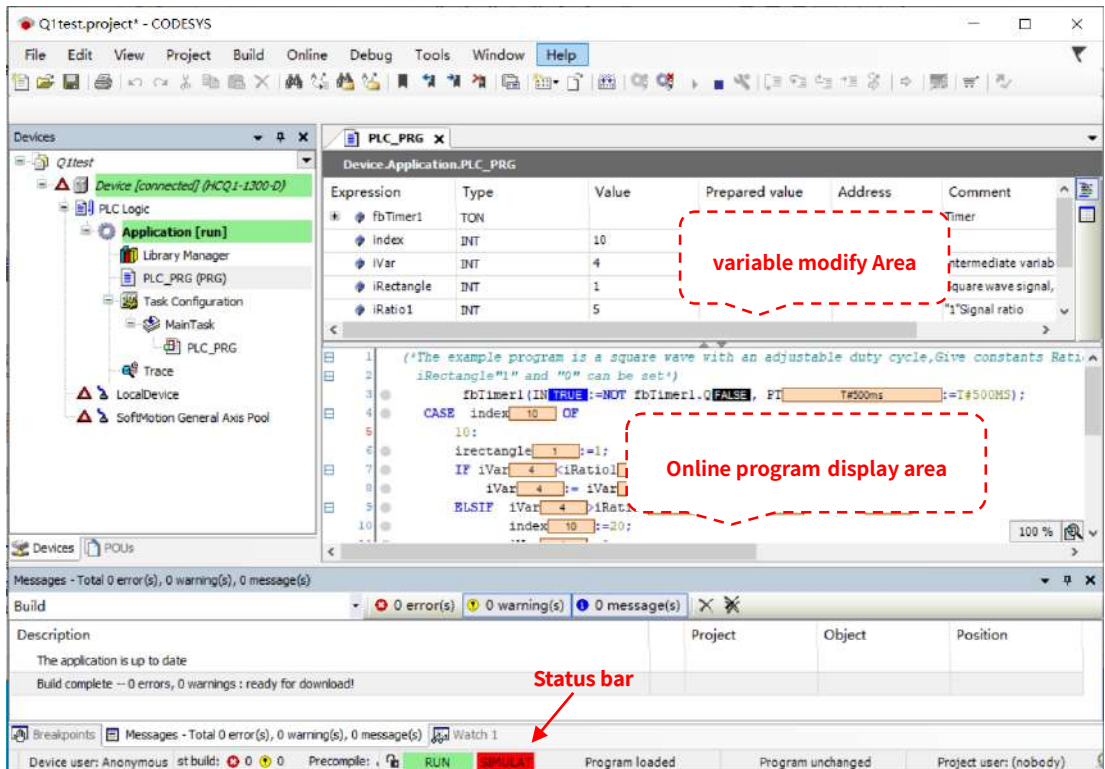 Q1test.project* - CODESYS
File Edit View Project Build Online Debug Tools Window Help
Devices
PLC_PRG
Q1test
Device.Application.PLC_PRG
Device [connected] (HCQ1-1300-D)
Expression Type Value Prepared value Address Comment
PLC Logic
fbTimer1 TON Timer
Application [run]
index INT 10
Library Manager
iVar INT 4 intermediate variab
variable modify Area
PLC_PRG (PRG)
iRectangle INT 1 square wave signal,
Task Configuration
iRatio1 INT 5 "1"Signal ratio
MainTask
PLC_PRG
Trace
LocalDevice
SoftMotion General Axis Pool
1 (*The example program is a square wave with an adjustable duty cycle,Give constants Rati
2 iRectangle"1" and "0" can be set*)
3 fbTimer1(IN TRUE :=NOT fbTimer1.Q FALSE, PT T#500ms :=T#500MS);
4 CASE index 10 OF
5 10:
6 irectangle 1 :=1;
7 IF iVar 4 <iRatio1
8 iVar 4 := iVar
9 ELSIF iVar 4 >iRati
10 index 10 :=20;
Online program display area
100 %
Devices POUs
Messages - Total 0 error(s), 0 warning(s), 0 message(s)
Build 0 error(s) 0 warning(s) 0 message(s)
Description Project Object Position
The application is up to date
Build complete -- 0 errors, 0 warnings : ready for download!
Status bar
Breakpoints Messages - Total 0 error(s), 0 warning(s), 0 message(s) Watch 1
Device user: Anonymous st build: 0 0 Precompile: RUN SIMULAT Program loaded Program unchanged Project user: (nobody)